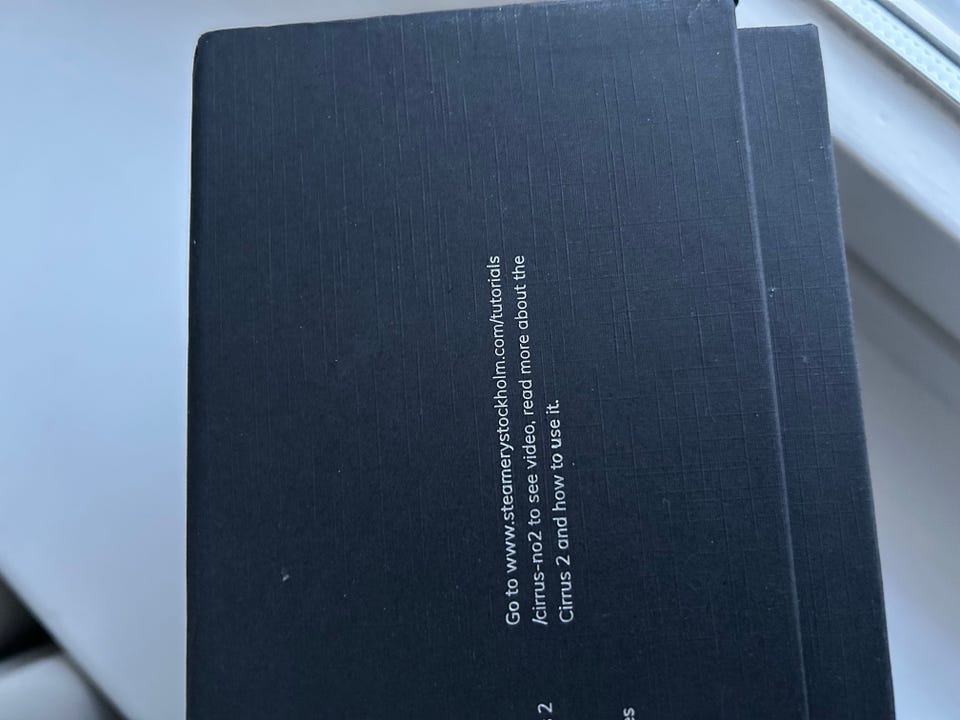 Go to www.steamerystockholm.com/tutorials
/cirrus-no2 to see video, read more about the
Cirrus 2 and how to use it.
2